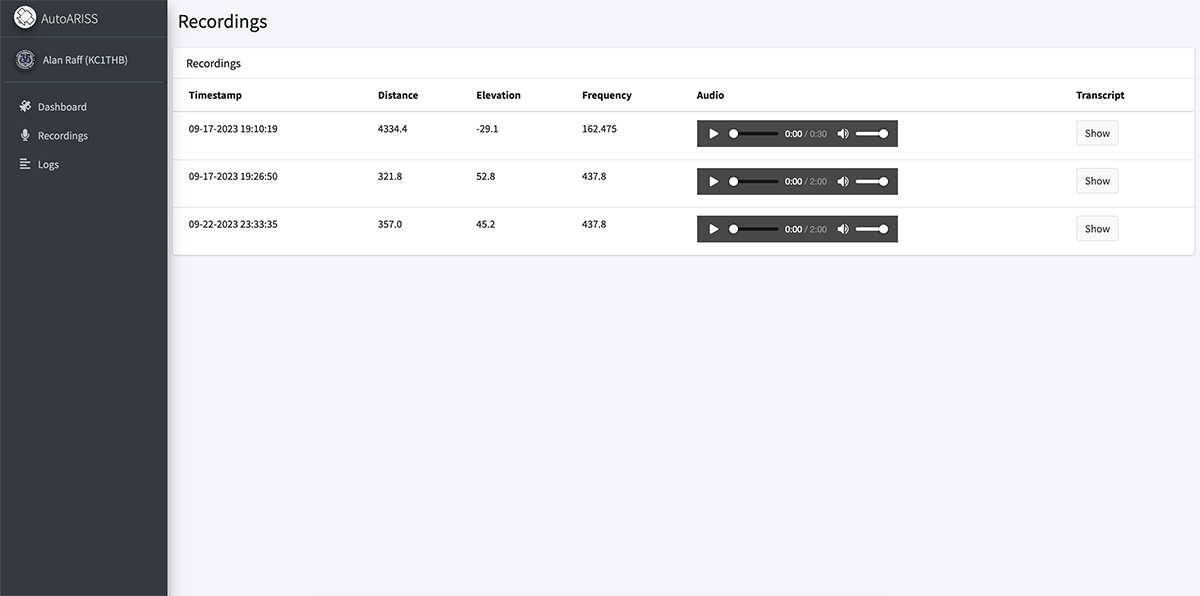 AutoARISS
Alan Raff (KC1THB)
Dashboard
Recordings
Logs
Recordings
Recordings
Timestamp Distance Elevation Frequency Audio Transcript
09-17-2023 19:10:19 4334.4 -29.1 162.475 0:00 / 0:30 Show
09-17-2023 19:26:50 321.8 52.8 437.8 0:00 / 2:00 Show
09-22-2023 23:33:35 357.0 45.2 437.8 0:00 / 2:00 Show